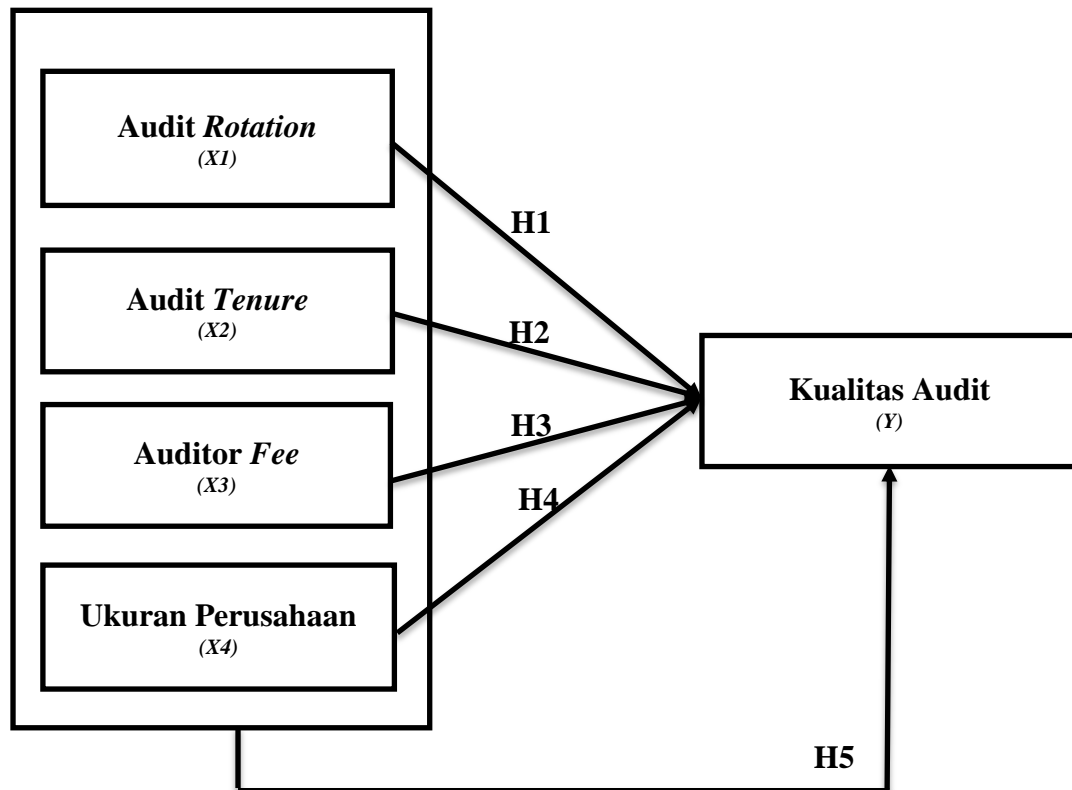 Audit Rotation
(X1)
H1
Audit Tenure
(X2)
H2
Kualitas Audit
(Y)
Auditor Fee
(X3)
H3
H4
Ukuran Perusahaan
(X4)
H5